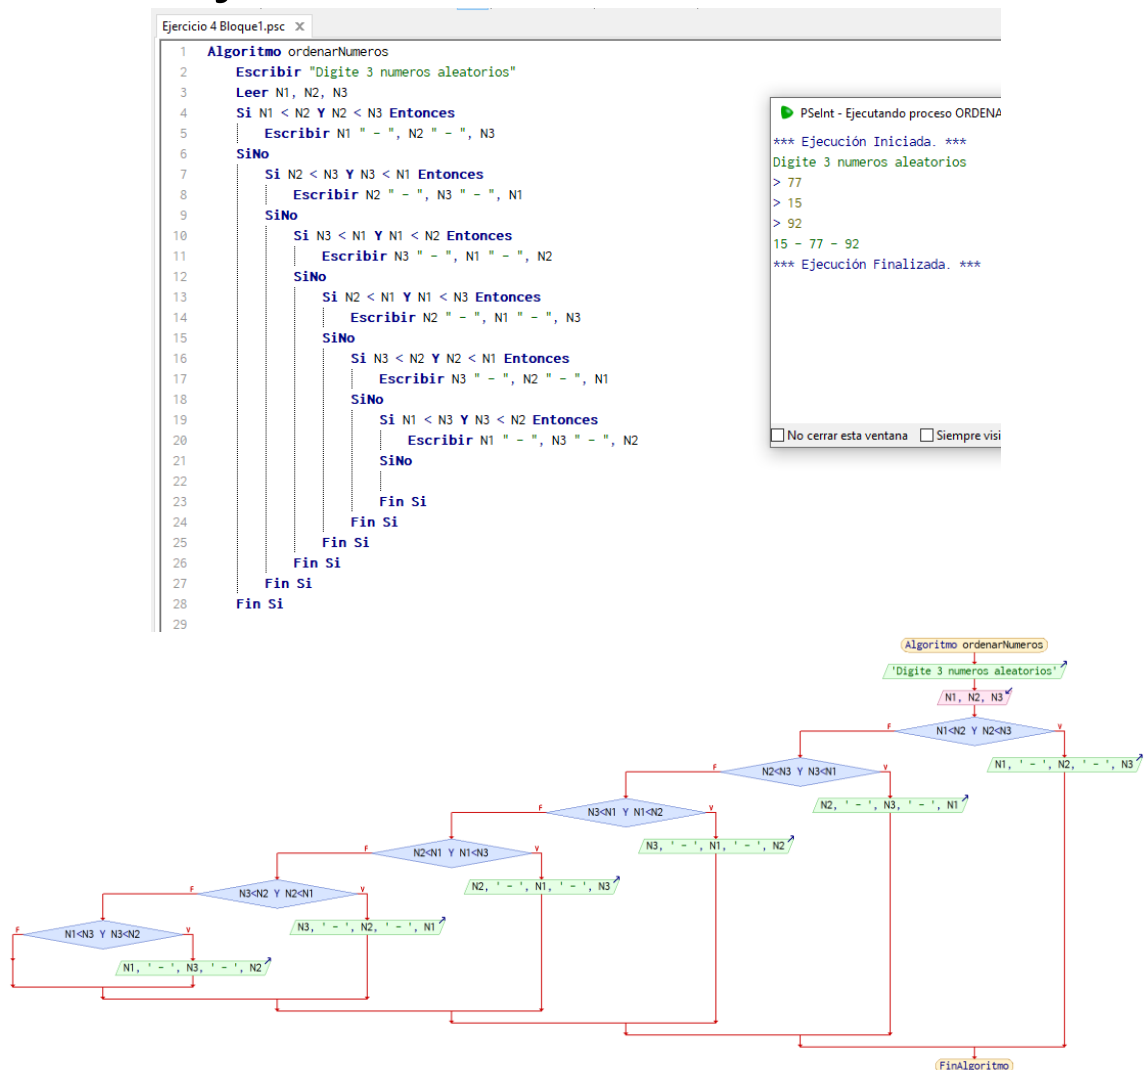 Ejercicio 4 Bloque1.psc X
1 Algoritmo ordenarNumeros
2 Escribir "Digite 3 numeros aleatorios"
3 Leer N1, N2, N3
4 Si N1 < N2 Y N2 < N3 Entonces
5 Escribir N1 " - ", N2 " - ", N3
6 SiNo
7 Si N2 < N3 Y N3 < N1 Entonces
8 Escribir N2 " - ", N3 " - ", N1
9 SiNo
10 Si N3 < N1 Y N1 < N2 Entonces
11 Escribir N3 " - ", N1 " - ", N2
12 SiNo
13 Si N2 < N1 Y N1 < N3 Entonces
14 Escribir N2 " - ", N1 " - ", N3
15 SiNo
16 Si N3 < N2 Y N2 < N1 Entonces
17 Escribir N3 " - ", N2 " - ", N1
18 SiNo
19 Si N1 < N3 Y N3 < N2 Entonces
20 Escribir N1 " - ", N3 " - ", N2
21 SiNo
22
23 Fin Si
24 Fin Si
25 Fin Si
26 Fin Si
27 Fin Si
28 Fin Si
29
PSeInt - Ejecutando proceso ORDENA
*** Ejecución Iniciada. ***
Digite 3 numeros aleatorios
> 77
> 15
> 92
15 - 77 - 92
*** Ejecución Finalizada. ***
No cerrar esta ventana Siempre visi
Algoritmo ordenarNumeros
'Digite 3 numeros aleatorios'
N1, N2, N3
F N1<N2 Y N2<N3 V
N1, ' - ', N2, ' - ', N3
F N2<N3 Y N3<N1 V
N2, ' - ', N3, ' - ', N1
F N3<N1 Y N1<N2 V
N3, ' - ', N1, ' - ', N2
F N2<N1 Y N1<N3 V
N2, ' - ', N1, ' - ', N3
F N3<N2 Y N2<N1 V
N3, ' - ', N2, ' - ', N1
F N1<N3 Y N3<N2 V
N1, ' - ', N3, ' - ', N2
FinAlgoritmo